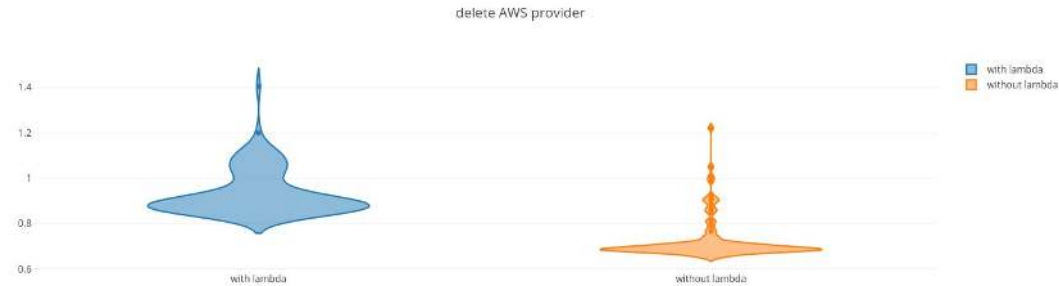 delete AWS provider
with lambda
without lambda
1.4
1.2
1
0.8
0.6
with lambda
without lambda